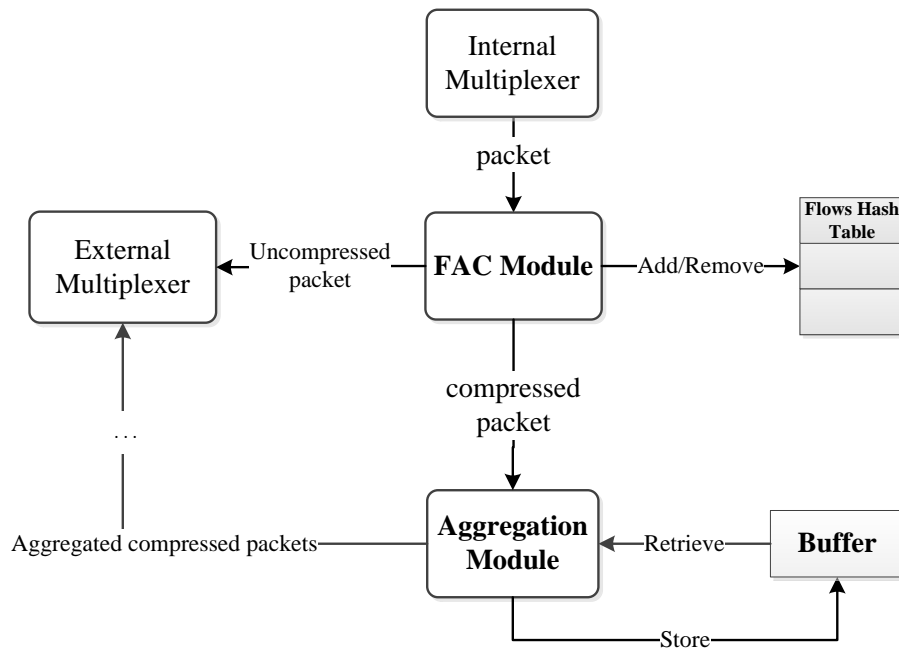 Internal
Multiplexer
packet
Flows Hash
Table
External
Multiplexer
Uncompressed
packet
FAC Module
Add/Remove
compressed
packet
. . .
Aggregated compressed packets
Aggregation
Module
Retrieve
Buffer
Store